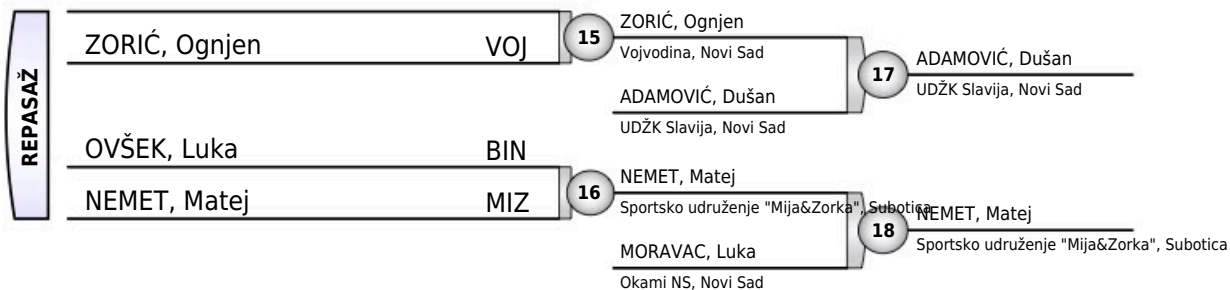 REPASAŽ
ZORIĆ, Ognjen VOJ
OVŠEK, Luka BIN
NEMET, Matej MIZ
15
ZORIĆ, Ognjen
Vojvodina, Novi Sad
ADAMOVIĆ, Dušan
UDŽK Slavija, Novi Sad
16
NEMET, Matej
Sportsko udruženje "Mija&Zorka", Subotica
MORAVAC, Luka
Okami NS, Novi Sad
17
ADAMOVIĆ, Dušan
UDŽK Slavija, Novi Sad
18
NEMET, Matej
Sportsko udruženje "Mija&Zorka", Subotica